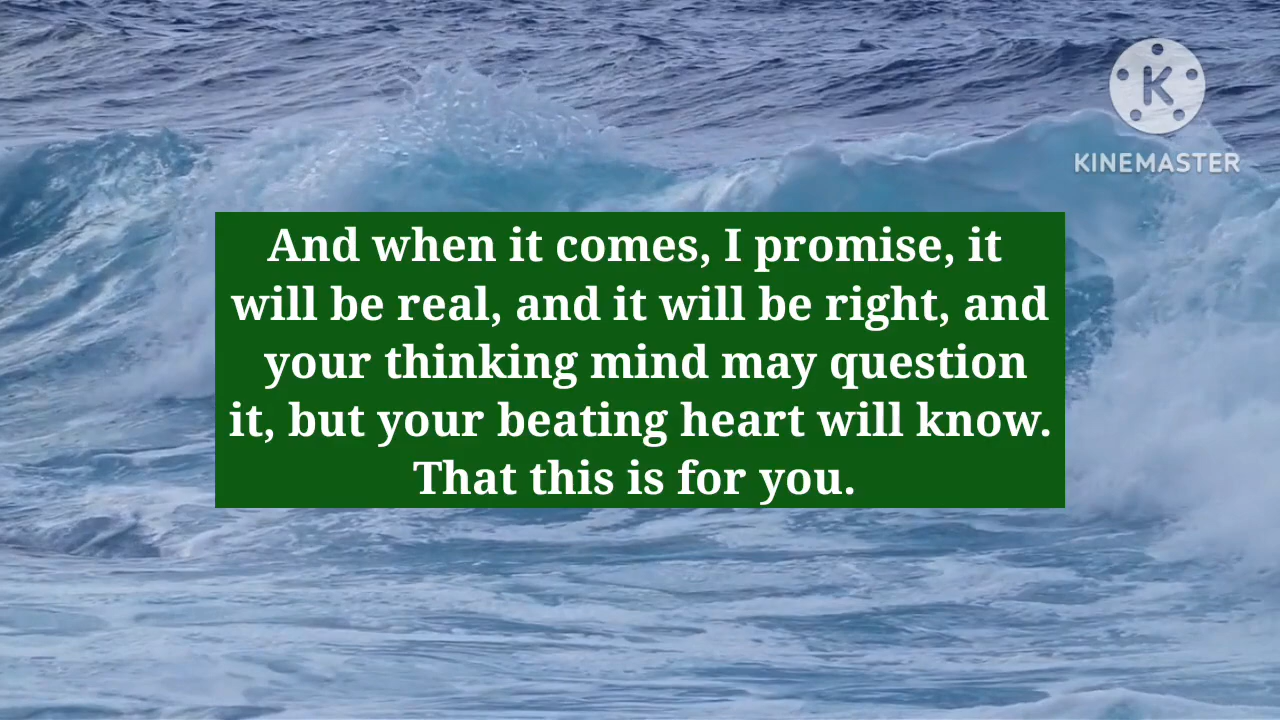 K
KINEMASTER
And when it comes, I promise, it
will be real, and it will be right, and
your thinking mind may question
it, but your beating heart will know.
That this is for you.